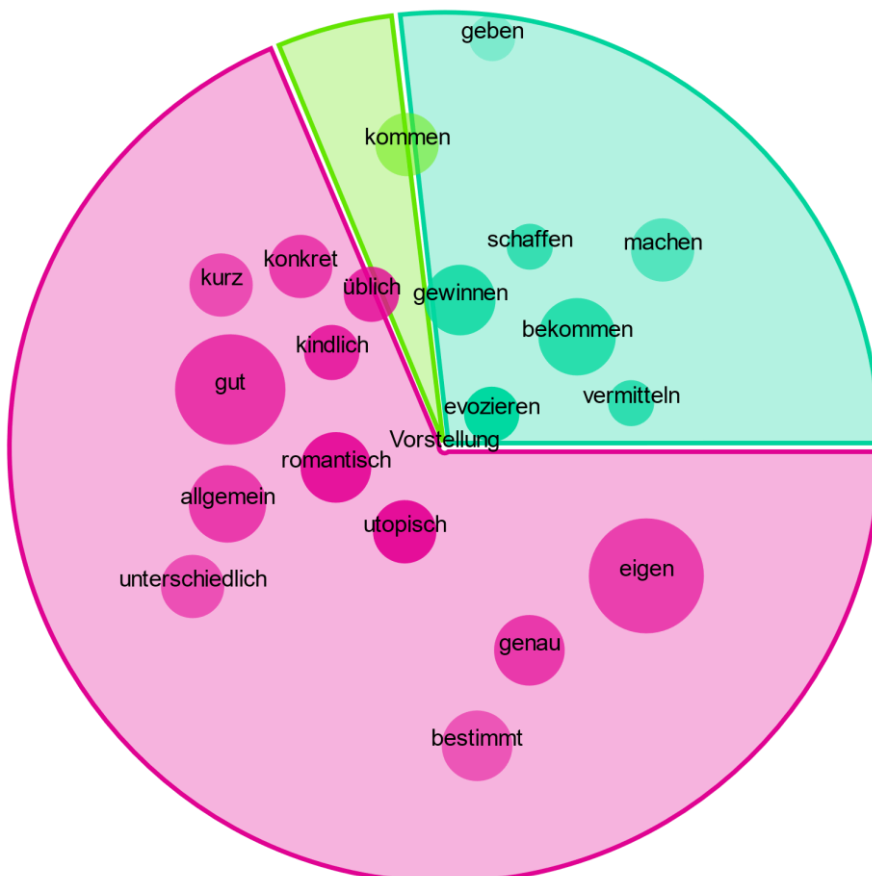 geben
kommen
schaffen
machen
konkret
kurz
üblich
gewinnen
bekommen
kindlich
gut
vermitteln
evozieren
Vorstellung
romantisch
allgemein
utopisch
unterschiedlich
eigen
genau
bestimmt